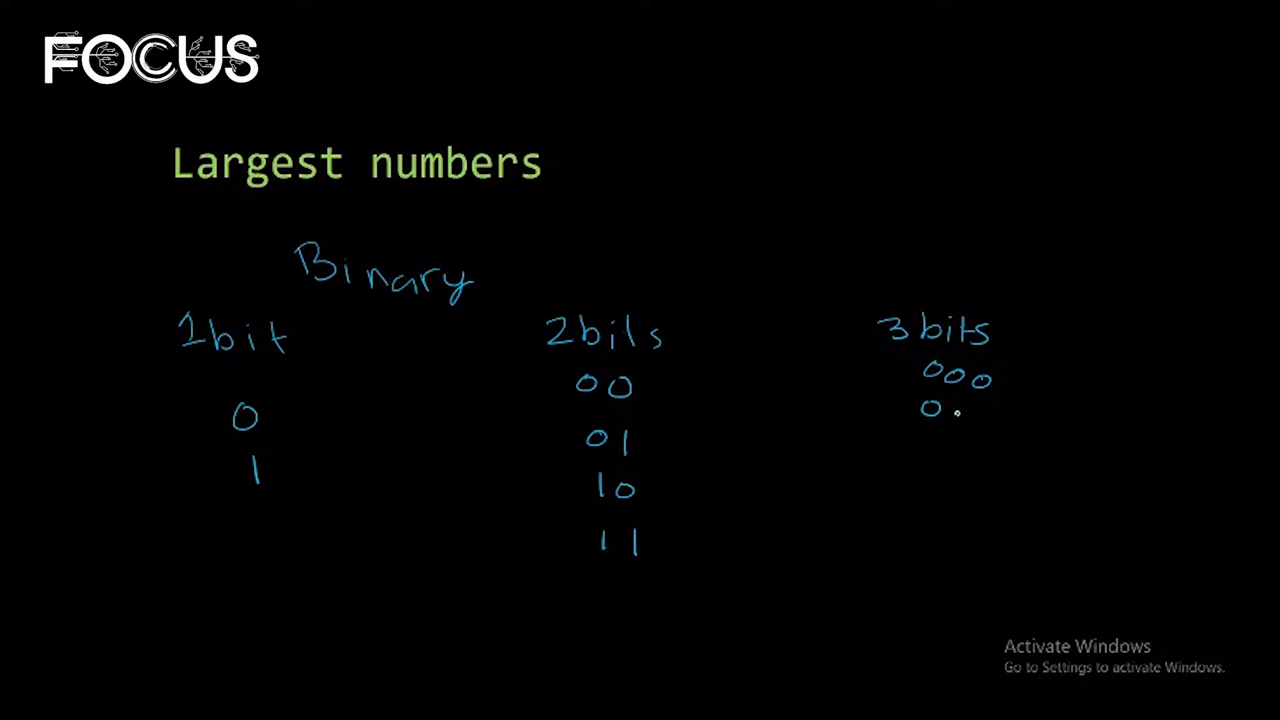 FOCUS
Largest numbers
Binary
1bit
0
1
2bits
00
01
10
11
3bits
000
0
Activate Windows
Go to Settings to activate Windows.